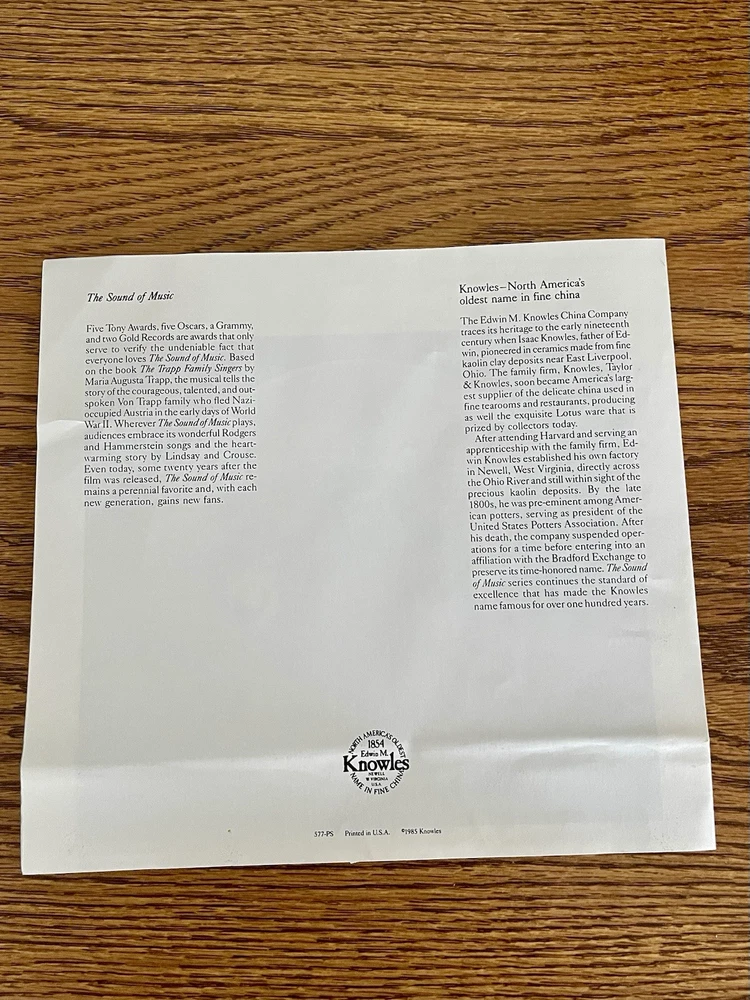 The Sound of Music
Five Tony Awards, five Oscars, a Grammy,
and two Gold Records are awards that only
serve to verify the undeniable fact that
everyone loves The Sound of Music. Based
on the book The Trapp Family Singers by
Maria Augusta Trapp, the musical tells the
story of the courageous, talented, and out-
spoken Von Trapp family who fled Nazi-
occupied Austria in the early days of World
War II. Wherever The Sound of Music plays,
audiences embrace its wonderful Rodgers
and Hammerstein songs and the heart-
warming story by Lindsay and Crouse.
Even today, some twenty years after the
film was released, The Sound of Music re-
mains a perennial favorite and, with each
new generation, gains new fans.
Knowles—North America's
oldest name in fine china
The Edwin M. Knowles China Company
traces its heritage to the early nineteenth
century when Isaac Knowles, father of Ed-
win, pioneered in ceramics made from fine
kaolin clay deposits near East Liverpool,
Ohio. The family firm, Knowles, Taylor
& Knowles, soon became America's larg-
est supplier of the delicate china used in
fine tearooms and restaurants, producing
as well the exquisite Lotus ware that is
prized by collectors today.
After attending Harvard and serving an
apprenticeship with the family firm, Ed-
win Knowles established his own factory
in Newell, West Virginia, directly across
the Ohio River and still within sight of the
precious kaolin deposits. By the late
1800s, he was pre-eminent among Amer-
ican potters, serving as president of the
United States Potters Association. After
his death, the company suspended oper-
ations for a time before entering into an
affiliation with the Bradford Exchange to
preserve its time-honored name. The Sound
of Music series continues the standard of
excellence that has made the Knowles
name famous for over one hundred years.
NORTH AMERICA'S OLDEST
1854
Edwin M.
Knowles
NEWELL
W VIRGINIA
U.S.A.
NAME IN FINE CHINA
577-PS Printed in U.S.A. ©1985 Knowles